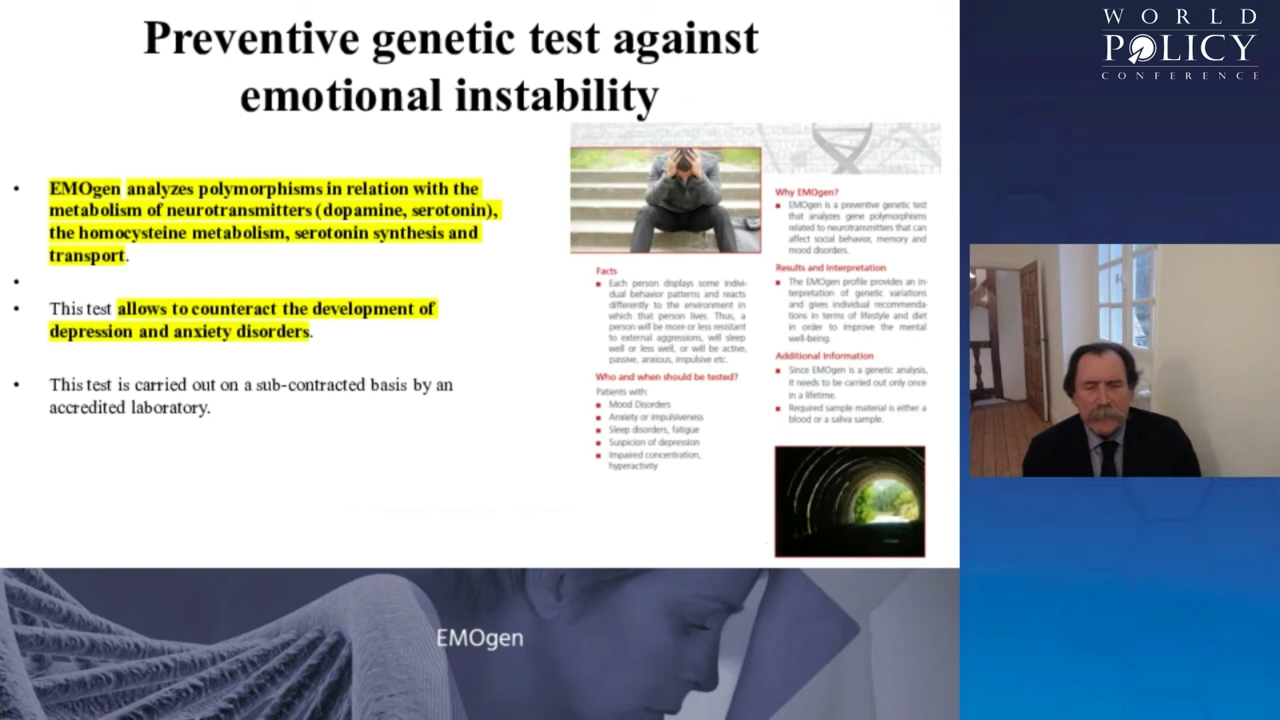 Preventive genetic test against
emotional instability
• EMOgen analyzes polymorphisms in relation with the
metabolism of neurotransmitters (dopamine, serotonin),
the homocysteine metabolism, serotonin synthesis and
transport.
•
• This test allows to counteract the development of
depression and anxiety disorders.
• This test is carried out on a sub-contracted basis by an
accredited laboratory.
Facts
Each person displays some indivi-
dual behavior patterns and reacts
differently to the environment in
which that person lives. Thus, a
person will be more or less resistant
to external aggressions, will sleep
well or less well, or will be active,
passive, anxious, impulsive etc.
Who and when should be tested?
Patients with:
Mood Disorders
Anxiety or impulsiveness
Sleep disorders, fatigue
Suspicion of depression
Impaired concentration,
hyperactivity
Why EMOgen?
EMOgen is a preventive genetic test
that analyzes gene polymorphisms
related to neurotransmitters that can
affect social behavior, memory and
mood disorders.
Results and Interpretation
The EMOgen profile provides an in-
terpretation of genetic variations
and gives individual recommenda-
tions in terms of lifestyle and diet
in order to improve the mental
well-being.
Additional Information
Since EMOgen is a genetic analysis,
it needs to be carried out only once
in a lifetime.
Required sample material is either a
blood or a saliva sample.
EMOgen
WORLD
POLICY
CONFERENCE